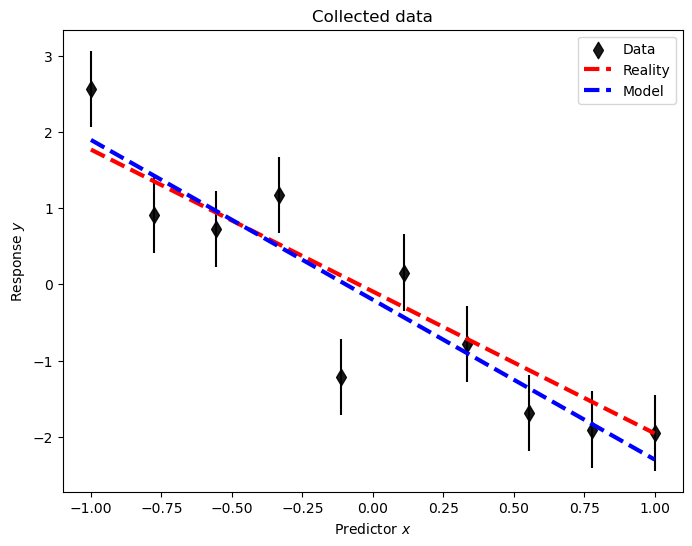 Collected data
Data
Reality
Model
3
2
1
0
−1
−2
Response y
−1.00 −0.75 −0.50 −0.25 0.00 0.25 0.50 0.75 1.00
Predictor x